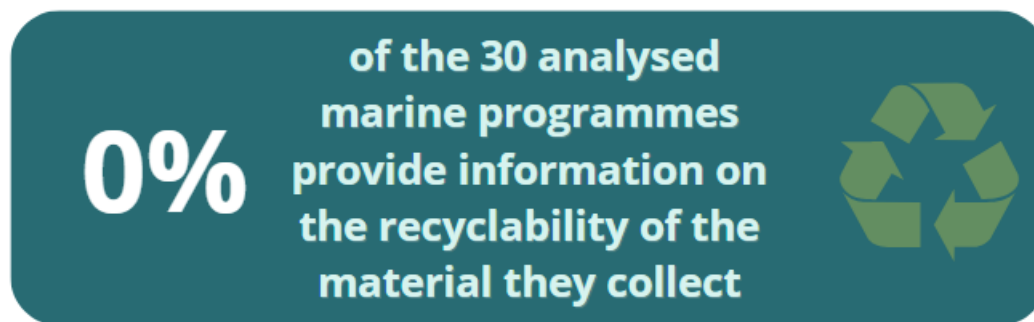 0%
of the 30 analysed
marine programmes
provide information on
the recyclability of the
material they collect